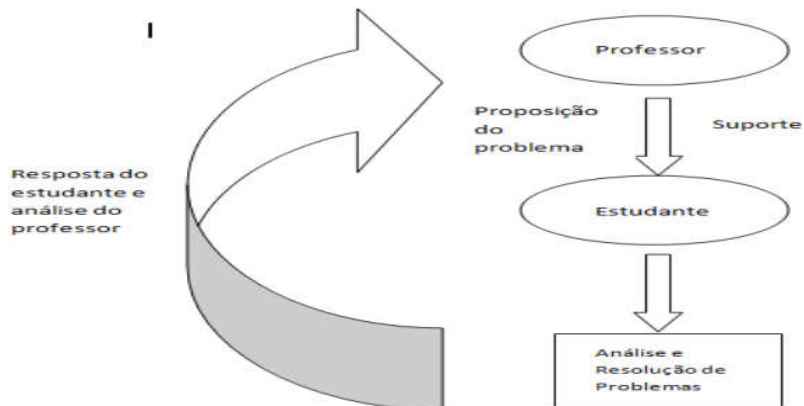 I
Professor
Proposição
do
problema
Suporte
Resposta do
estudante e
análise do
professor
Estudante
Análise e
Resolução de
Problemas